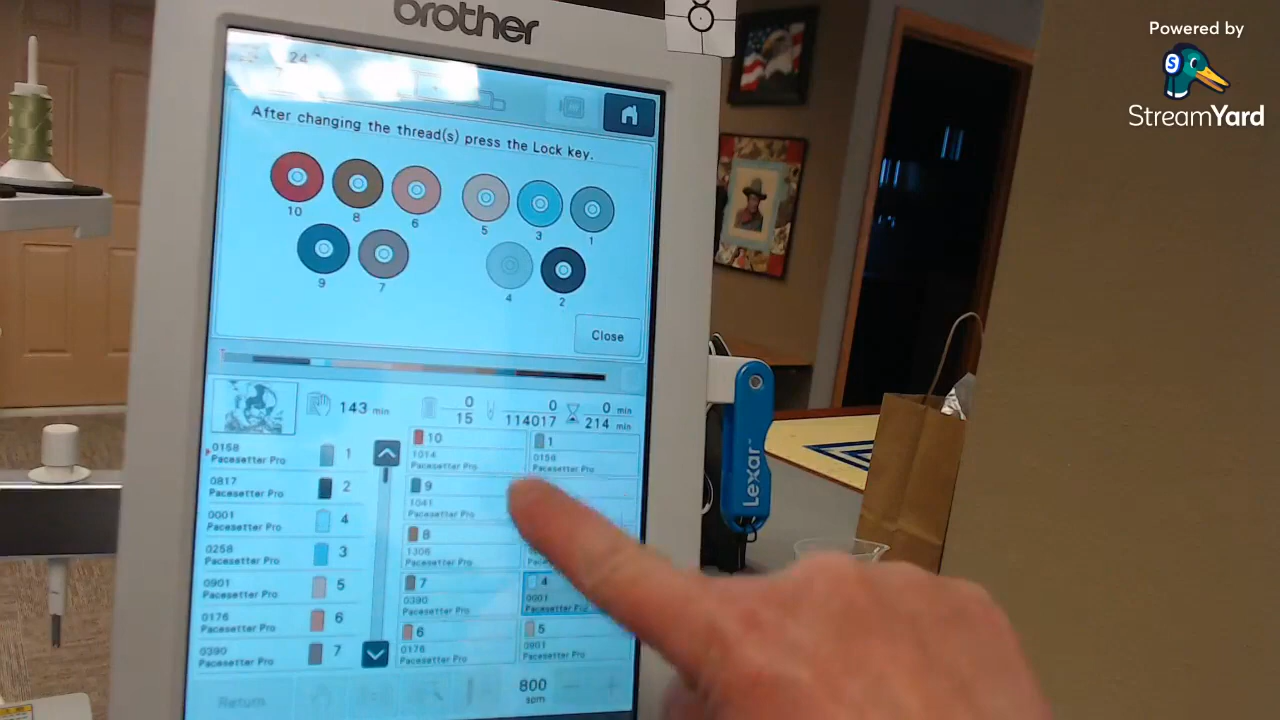 brother
Powered by
StreamYard
24
After changing the thread(s) press the Lock key.
10
8
6
5
3
1
9
7
4
2
Close
143 min
0
15
0
114017
0 min
214 min
0158
Pacesetter Pro
1
0817
Pacesetter Pro
2
0001
Pacesetter Pro
4
0258
Pacesetter Pro
3
0901
Pacesetter Pro
5
0176
Pacesetter Pro
6
0390
Pacesetter Pro
7
10
1014
Pacesetter Pro
1
0158
Pacesetter Pro
9
1041
Pacesetter Pro
8
1306
Pacesetter Pro
7
0390
Pacesetter Pro
4
0001
Pacesetter Pro
6
0176
Pacesetter Pro
5
0901
Pacesetter Pro
Return
800
spm
Lexar